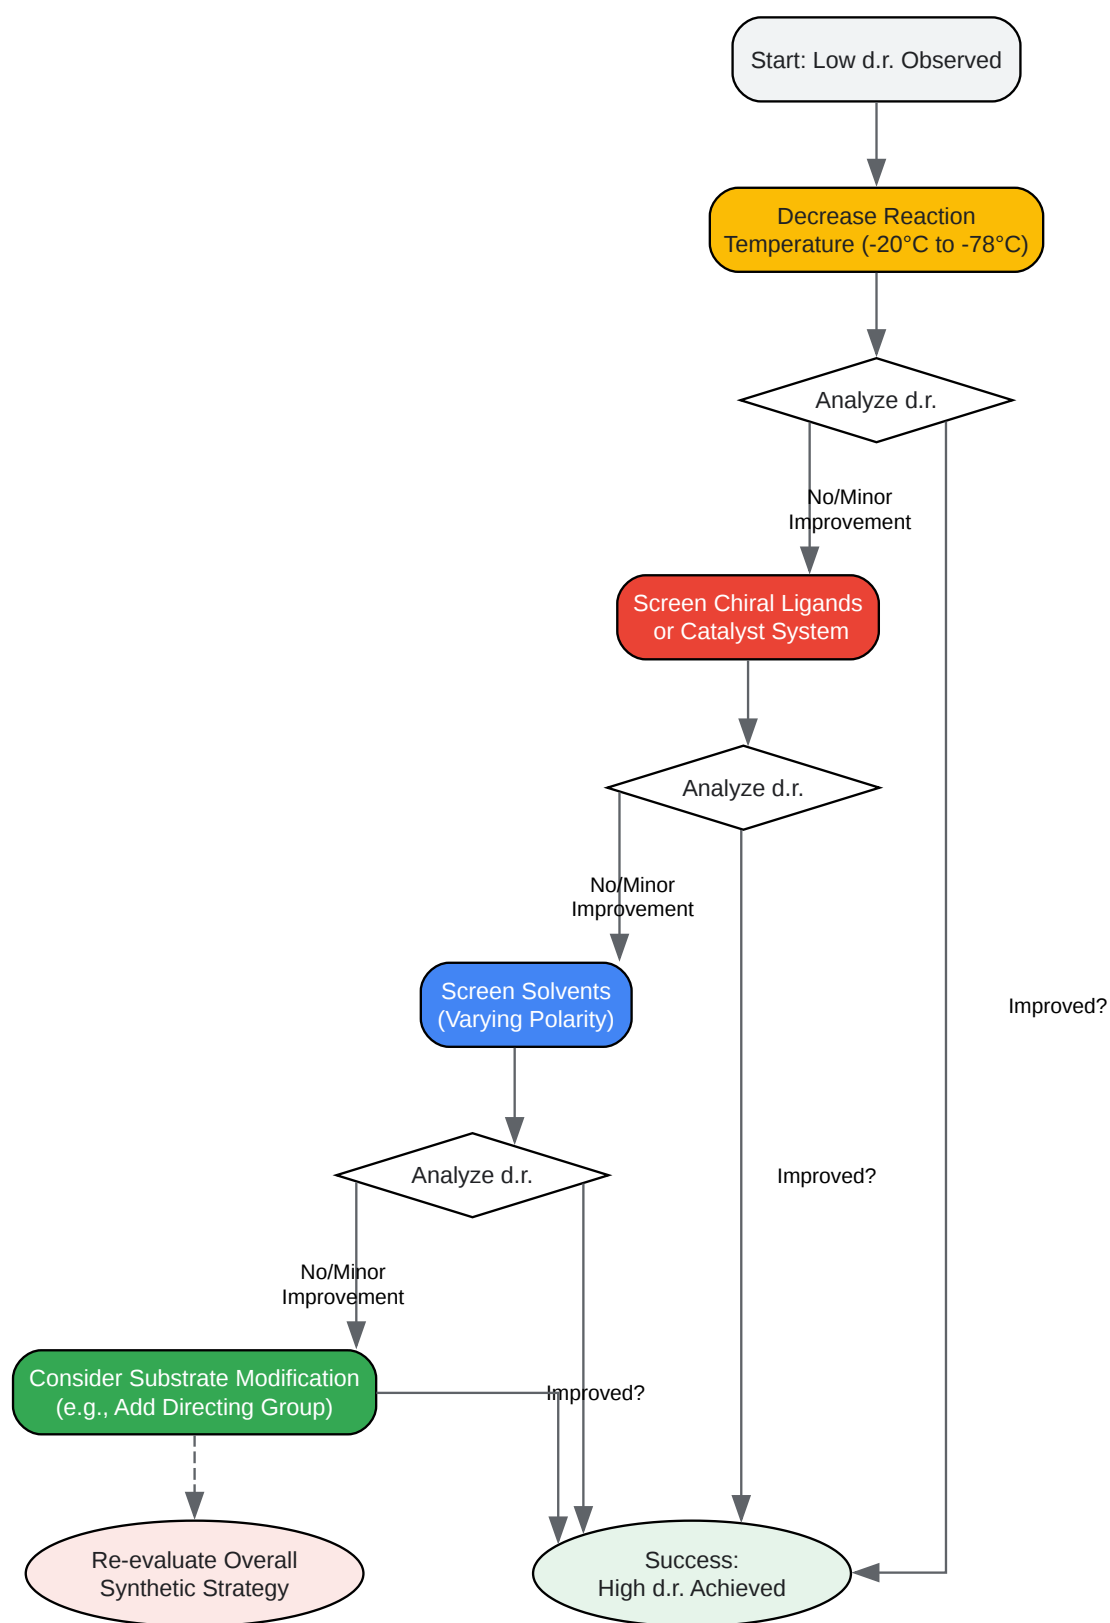 Start: Low d.r. Observed
Decrease Reaction
Temperature (-20°C to -78°C)
Analyze d.r.
No/Minor
Improvement
Screen Chiral Ligands
or Catalyst System
Analyze d.r.
No/Minor
Improvement
Screen Solvents
(Varying Polarity)
Improved?
Analyze d.r.
Improved?
No/Minor
Improvement
Consider Substrate Modification
(e.g., Add Directing Group)
Improved?
Re-evaluate Overall
Synthetic Strategy
Success:
High d.r. Achieved